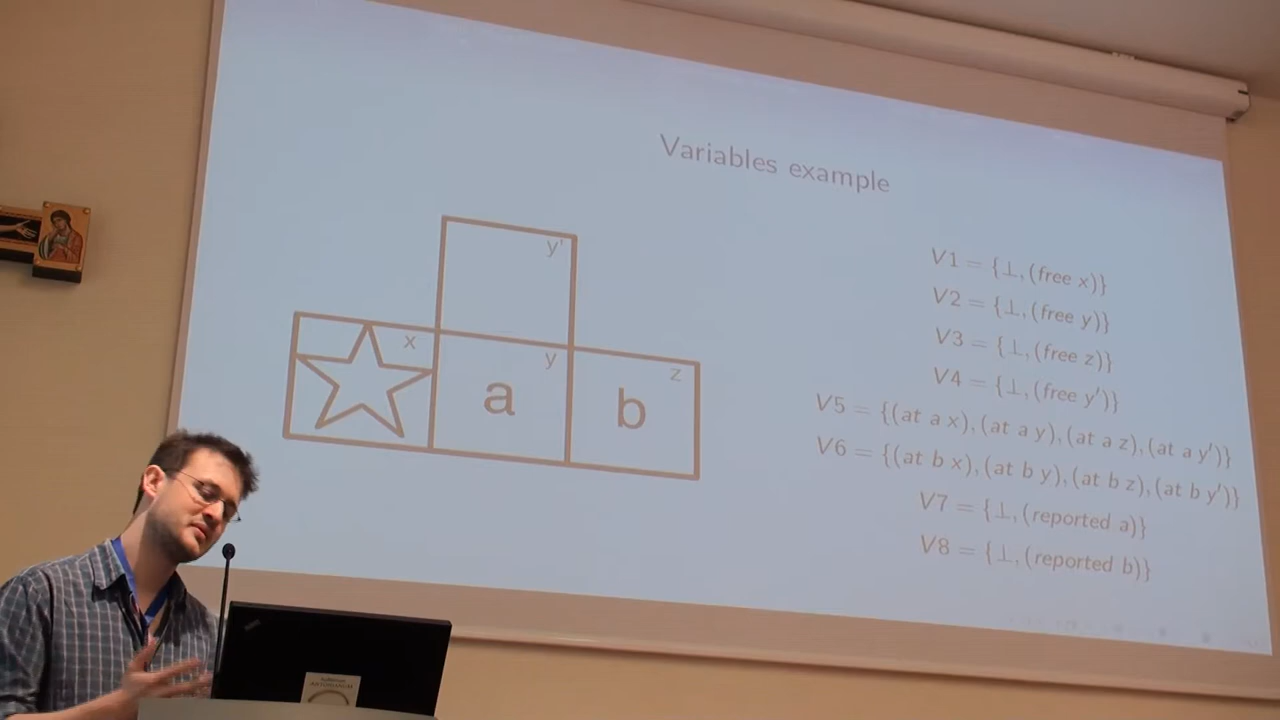 Variables example
y'
x
y
z
a
b
V1 = {⊥, (free x)}
V2 = {⊥, (free y)}
V3 = {⊥, (free z)}
V4 = {⊥, (free y')}
V5 = {(at a x), (at a y), (at a z), (at a y')}
V6 = {(at b x), (at b y), (at b z), (at b y')}
V7 = {⊥, (reported a)}
V8 = {⊥, (reported b)}
ANTONIANUM